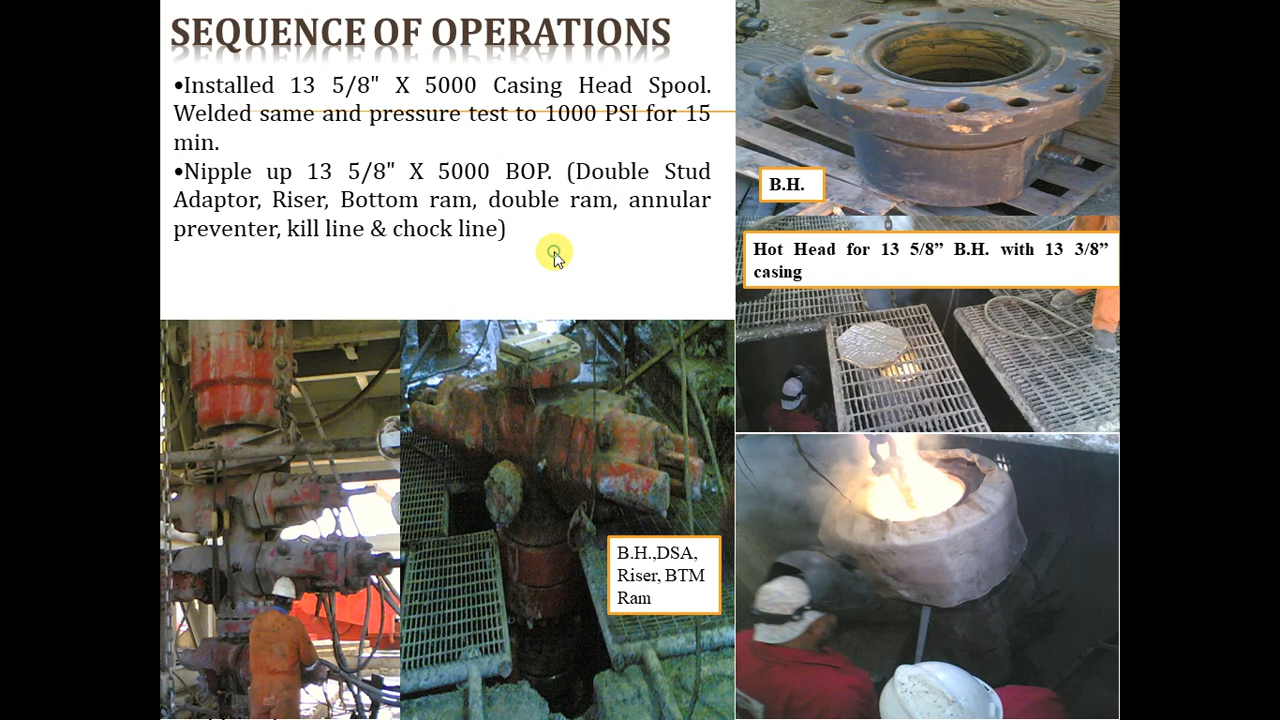 SEQUENCE OF OPERATIONS
•Installed 13 5/8" X 5000 Casing Head Spool.
Welded same and pressure test to 1000 PSI for 15
min.
•Nipple up 13 5/8" X 5000 BOP. (Double Stud
Adaptor, Riser, Bottom ram, double ram, annular
preventer, kill line & chock line)
B.H.
Hot Head for 13 5/8” B.H. with 13 3/8”
casing
B.H.,DSA,
Riser, BTM
Ram